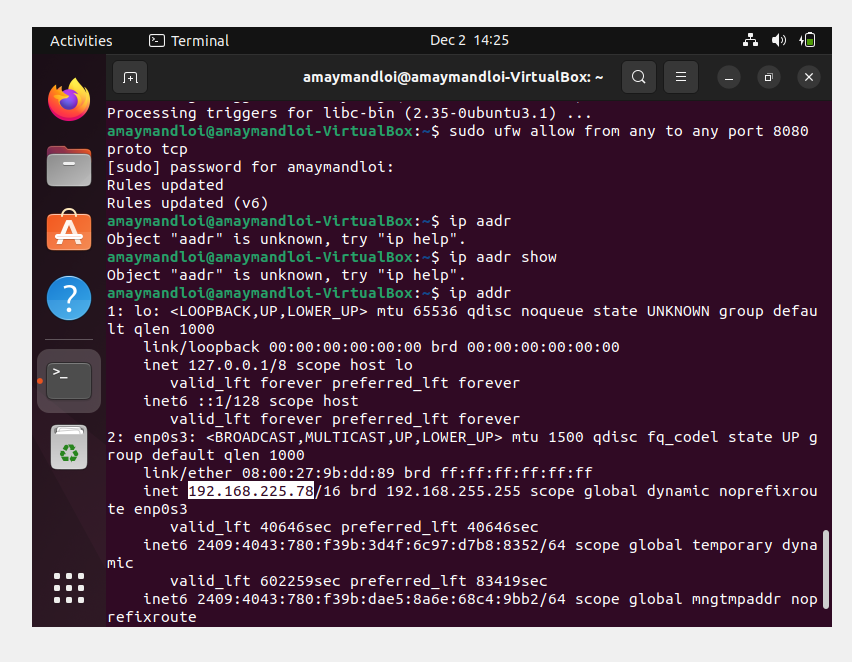 Activities
Terminal
Dec 2 14:25
amaymandloi@amaymandloi-VirtualBox: ~
Processing triggers for libc-bin (2.35-0ubuntu3.1) ...
amaymandloi@amaymandloi-VirtualBox:~$ sudo ufw allow from any to any port 8080
proto tcp
[sudo] password for amaymandloi:
Rules updated
Rules updated (v6)
amaymandloi@amaymandloi-VirtualBox:~$ ip aadr
Object "aadr" is unknown, try "ip help".
amaymandloi@amaymandloi-VirtualBox:~$ ip aadr show
Object "aadr" is unknown, try "ip help".
amaymandloi@amaymandloi-VirtualBox:~$ ip addr
1: lo: <LOOPBACK,UP,LOWER_UP> mtu 65536 qdisc noqueue state UNKNOWN group defau
lt qlen 1000
    link/loopback 00:00:00:00:00:00 brd 00:00:00:00:00:00
    inet 127.0.0.1/8 scope host lo
       valid_lft forever preferred_lft forever
    inet6 ::1/128 scope host
       valid_lft forever preferred_lft forever
2: enp0s3: <BROADCAST,MULTICAST,UP,LOWER_UP> mtu 1500 qdisc fq_codel state UP g
roup default qlen 1000
    link/ether 08:00:27:9b:dd:89 brd ff:ff:ff:ff:ff:ff
    inet 192.168.225.78/16 brd 192.168.255.255 scope global dynamic noprefixrou
te enp0s3
       valid_lft 40646sec preferred_lft 40646sec
    inet6 2409:4043:780:f39b:3d4f:6c97:d7b8:8352/64 scope global temporary dyna
mic
       valid_lft 602259sec preferred_lft 83419sec
    inet6 2409:4043:780:f39b:dae5:8a6e:68c4:9bb2/64 scope global mngtmpaddr nop
refixroute